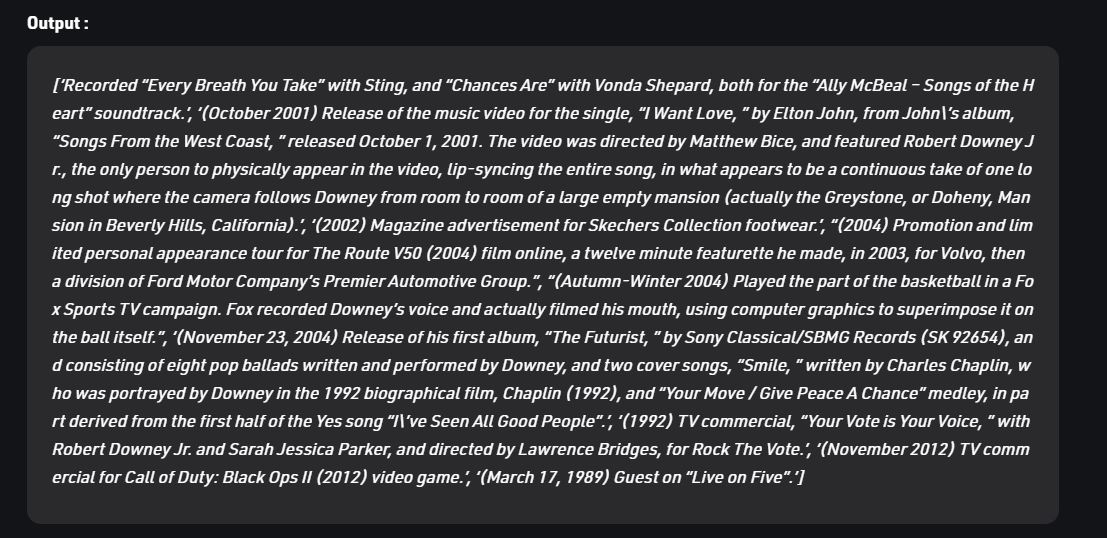 Output :
[‘Recorded “Every Breath You Take” with Sting, and “Chances Are” with Vonda Shepard, both for the “Ally McBeal – Songs of the H
eart” soundtrack.’, ‘(October 2001) Release of the music video for the single, “I Want Love, ” by Elton John, from John\’s album,
“Songs From the West Coast, ” released October 1, 2001. The video was directed by Matthew Bice, and featured Robert Downey J
r., the only person to physically appear in the video, lip-syncing the entire song, in what appears to be a continuous take of one lo
ng shot where the camera follows Downey from room to room of a large empty mansion (actually the Greystone, or Doheny, Man
sion in Beverly Hills, California).’, ‘(2002) Magazine advertisement for Skechers Collection footwear.’, “(2004) Promotion and lim
ited personal appearance tour for The Route V50 (2004) film online, a twelve minute featurette he made, in 2003, for Volvo, then
a division of Ford Motor Company’s Premier Automotive Group.”, “(Autumn-Winter 2004) Played the part of the basketball in a Fo
x Sports TV campaign. Fox recorded Downey’s voice and actually filmed his mouth, using computer graphics to superimpose it on
the ball itself.”, ‘(November 23, 2004) Release of his first album, “The Futurist, ” by Sony Classical/SBMG Records (SK 92654), an
d consisting of eight pop ballads written and performed by Downey, and two cover songs, “Smile, ” written by Charles Chaplin, w
ho was portrayed by Downey in the 1992 biographical film, Chaplin (1992), and “Your Move / Give Peace A Chance” medley, in pa
rt derived from the first half of the Yes song “I\’ve Seen All Good People”.’, ‘(1992) TV commercial, “Your Vote is Your Voice, ” with
Robert Downey Jr. and Sarah Jessica Parker, and directed by Lawrence Bridges, for Rock The Vote.’, ‘(November 2012) TV comm
ercial for Call of Duty: Black Ops II (2012) video game.’, ‘(March 17, 1989) Guest on “Live on Five”.’]